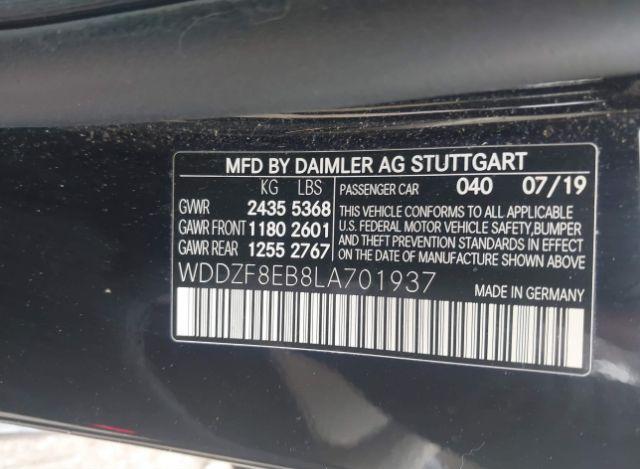 MFD BY DAIMLER AG STUTTGART
KG LBS
GVWR 2435 5368
GAWR FRONT 1180 2601
GAWR REAR 1255 2767
PASSENGER CAR 040 07/19
THIS VEHICLE CONFORMS TO ALL APPLICABLE
U.S. FEDERAL MOTOR VEHICLE SAFETY,BUMPER
AND THEFT PREVENTION STANDARDS IN EFFECT
ON THE DATE OF MANUFACTURE SHOWN ABOVE.
WDDZF8EB8LA701937
MADE IN GERMANY